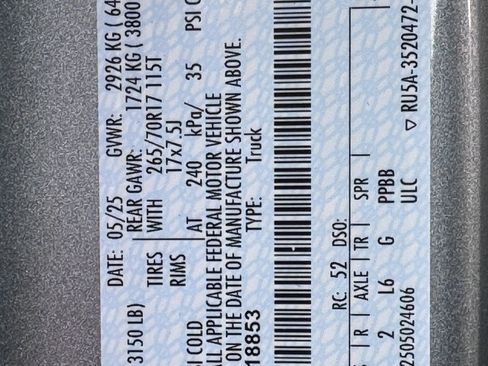 DATE: 05/25 GVWR: 2926 KG ( 64
3150 LB) REAR GAWR: 1724 KG ( 3800
TIRES WITH 265/70R17 115T
RIMS 17x7.5J
SI COLD AT 240 kPa/ 35 PSI C
ALL APPLICABLE FEDERAL MOTOR VEHICLE
ON THE DATE OF MANUFACTURE SHOWN ABOVE.
18853 TYPE: Truck
RC: 52 DSO:
R AXLE TR SPR
2 L6 G PPBB
2505024606 ULC ▽ RU5A-3520472-